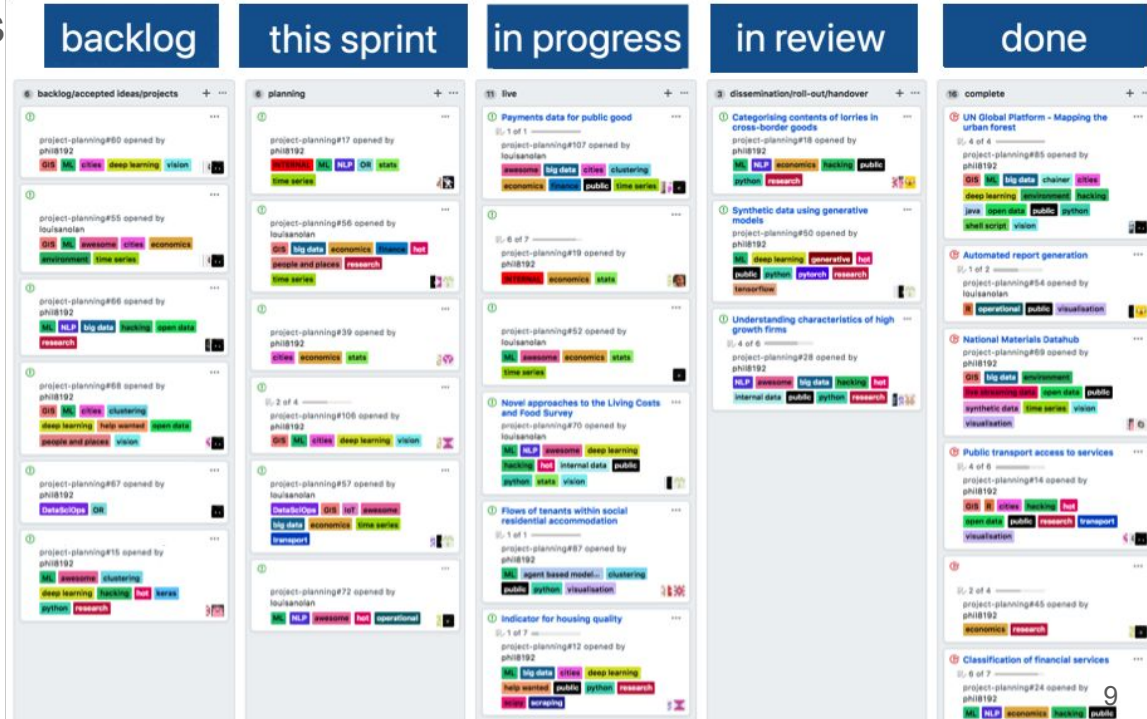 s
backlog
this sprint
in progress
in review
done
6 backlog/accepted ideas/projects + ...
project-planning#60 opened by
phil8192
GIS ML cities deep learning vision
project-planning#55 opened by
louisanolan
GIS ML awesome cities economics
environment time series
project-planning#66 opened by
phil8192
ML NLP big data hacking open data
research
project-planning#68 opened by
phil8192
GIS ML cities clustering
deep learning help wanted open data
people and places vision
project-planning#67 opened by
phil8192
DataSciOps OR
project-planning#15 opened by
phil8192
ML awesome clustering
deep learning hacking hot keras
python research
6 planning + ...
project-planning#17 opened by
phil8192
INTERNAL ML NLP OR stats
time series
project-planning#56 opened by
louisanolan
GIS big data economics finance hot
people and places research
time series
project-planning#39 opened by
phil8192
cities economics stats
2 of 4
project-planning#106 opened by
phil8192
GIS ML cities deep learning vision
project-planning#57 opened by
louisanolan
DataSciOps GIS IoT awesome
big data economics time series
transport
project-planning#72 opened by
louisanolan
ML NLP awesome hot operational
11 live + ...
Payments data for public good
1 of 1
project-planning#107 opened by
louisanolan
awesome big data cities clustering
economics finance public time series
6 of 7
project-planning#19 opened by
phil8192
INTERNAL economics stats
project-planning#52 opened by
phil8192
ML awesome economics stats
time series
Novel approaches to the Living Costs
and Food Survey
project-planning#70 opened by
louisanolan
ML NLP awesome deep learning
hacking hot internal data public
python stats vision
Flows of tenants within social
residential accommodation
1 of 1
project-planning#87 opened by
phil8192
ML agent based model... clustering
public python visualisation
Indicator for housing quality
1 of 7
project-planning#12 opened by
phil8192
ML big data cities deep learning
help wanted public python research
scipy scraping
3 dissemination/roll-out/handover + ...
Categorising contents of lorries in
cross-border goods
project-planning#18 opened by
phil8192
ML NLP economics hacking public
python research
Synthetic data using generative
models
project-planning#50 opened by
phil8192
ML deep learning generative hot
public python pytorch research
tensorflow
Understanding characteristics of high
growth firms
4 of 6
project-planning#28 opened by
phil8192
NLP awesome big data hacking hot
internal data public python research
16 complete +
UN Global Platform - Mapping the
urban forest
4 of 4
project-planning#85 opened by
phil8192
GIS ML big data chainer cities
deep learning environment hacking
java open data public python
shell script vision
Automated report generation
1 of 2
project-planning#54 opened by
louisanolan
R operational public visualisation
National Materials Datahub
project-planning#69 opened by
phil8192
GIS big data environment
live streaming data open data public
synthetic data time series vision
visualisation
Public transport access to services
4 of 6
project-planning#14 opened by
phil8192
GIS R cities hacking hot
open data public research transport
visualisation
2 of 4
project-planning#45 opened by
phil8192
economics research
Classification of financial services
6 of 7
project-planning#24 opened by
phil8192
ML NLP economics hacking public
9